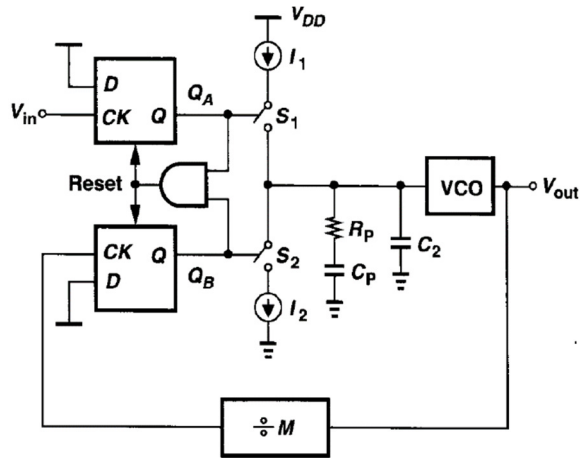 V_DD
I_1
D
Q_A
V_in
CK
Q
S_1
Reset
VCO
V_out
CK
Q
S_2
R_P
C_2
D
Q_B
C_P
I_2
÷ M